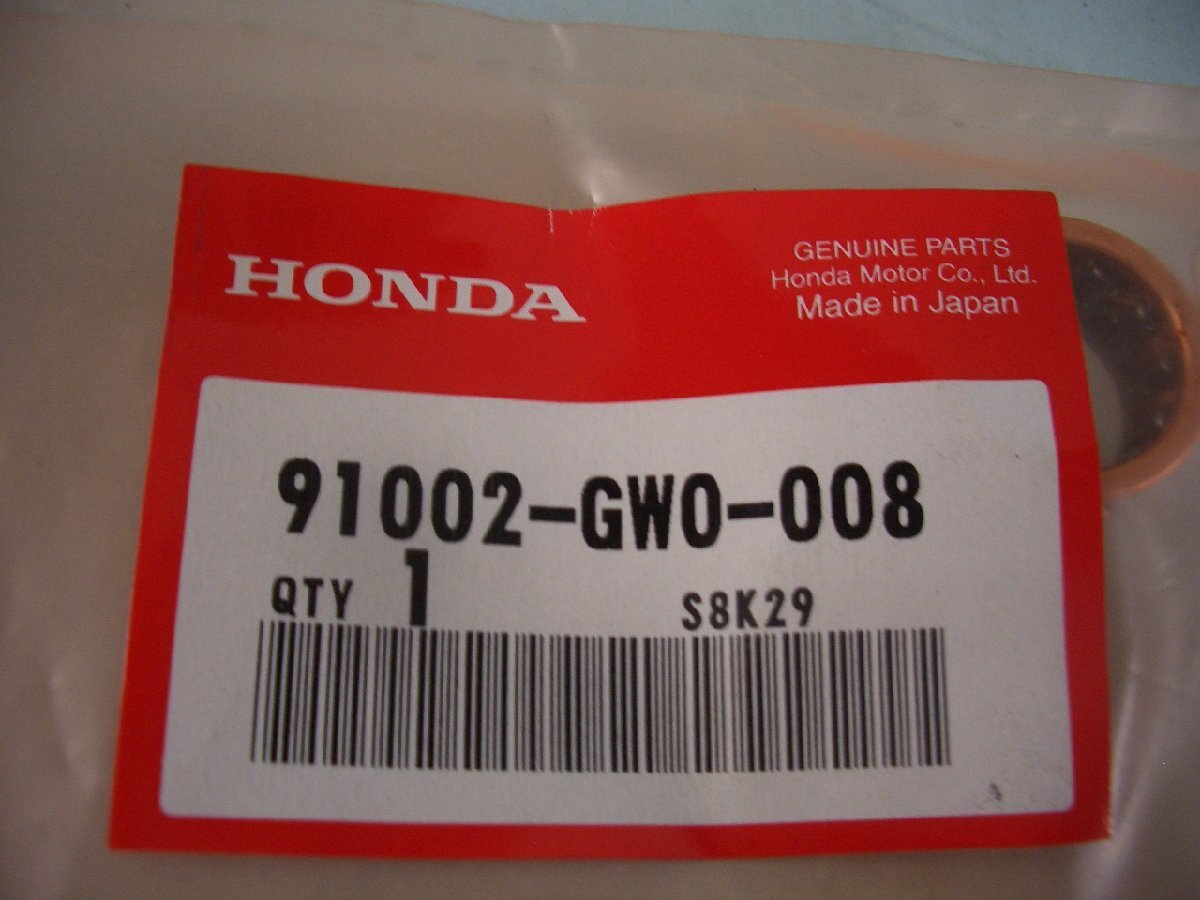 HONDA
GENUINE PARTS
Honda Motor Co., Ltd.
Made in Japan
91002-GW0-008
QTY 1 S8K29